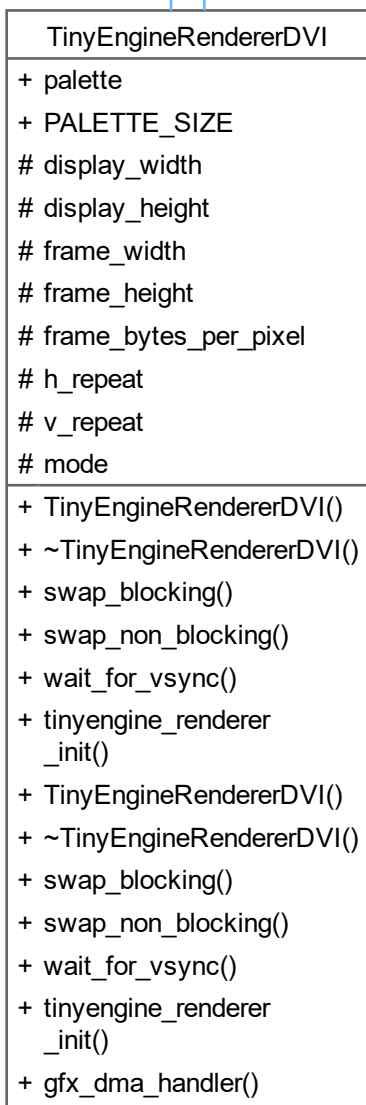 TinyEngineRendererDVI
+ palette
+ PALETTE_SIZE
# display_width
# display_height
# frame_width
# frame_height
# frame_bytes_per_pixel
# h_repeat
# v_repeat
# mode
+ TinyEngineRendererDVI()
+ ~TinyEngineRendererDVI()
+ swap_blocking()
+ swap_non_blocking()
+ wait_for_vsync()
+ tinyengine_renderer
_init()
+ TinyEngineRendererDVI()
+ ~TinyEngineRendererDVI()
+ swap_blocking()
+ swap_non_blocking()
+ wait_for_vsync()
+ tinyengine_renderer
_init()
+ gfx_dma_handler()